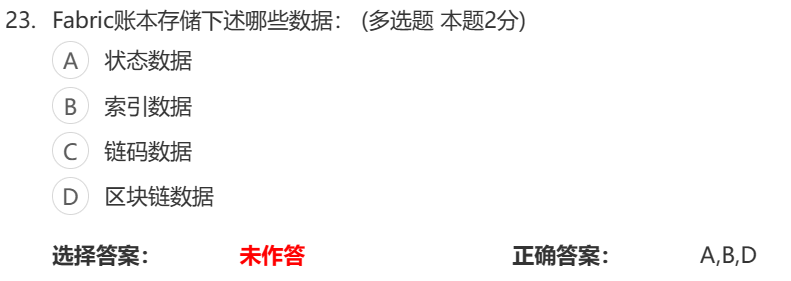 23. Fabric账本存储下述哪些数据： (多选题 本题2分)
A 状态数据
B 索引数据
C 链码数据
D 区块链数据
选择答案： 未作答 正确答案： A,B,D